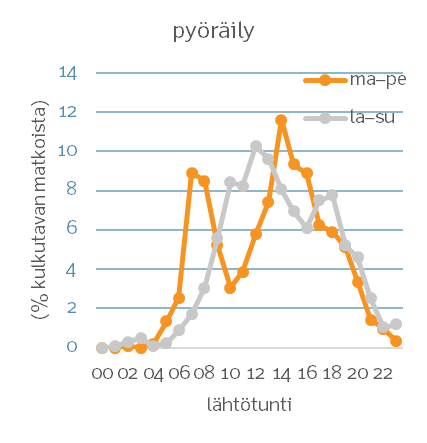 pyöräily
(% kulkutavan matkoista)
14
12
10
8
6
4
2
0
ma–pe
la–su
00 02 04 06 08 10 12 14 16 18 20 22
lähtötunti